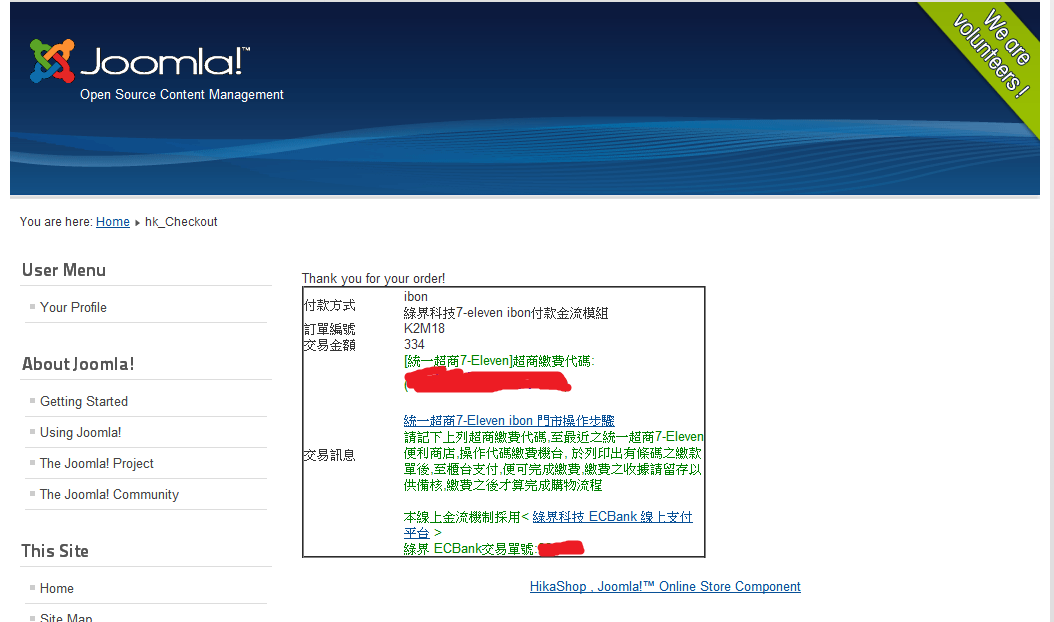 Joomla!™
Open Source Content Management
We are
volunteers !
You are here: Home hk_Checkout
User Menu
Your Profile
About Joomla!
Getting Started
Using Joomla!
The Joomla! Project
The Joomla! Community
This Site
Home
Site Map
Thank you for your order!
付款方式
ibon
綠界科技7-eleven ibon付款金流模組
訂單編號
K2M18
交易金額
334
交易訊息
[統一超商7-Eleven]超商繳費代碼:
(
統一超商7-Eleven ibon 門市操作步驟
請記下上列超商繳費代碼,至最近之統一超商7-Eleven
便利商店,操作代碼繳費機台, 於列印出有條碼之繳款
單後,至櫃台支付,便可完成繳費,繳費之收據請留存以
供備核,繳費之後才算完成購物流程
本線上金流機制採用< 綠界科技 ECBank 線上支付
平台 >
綠界 ECBank交易單號:
HikaShop , Joomla!™ Online Store Component